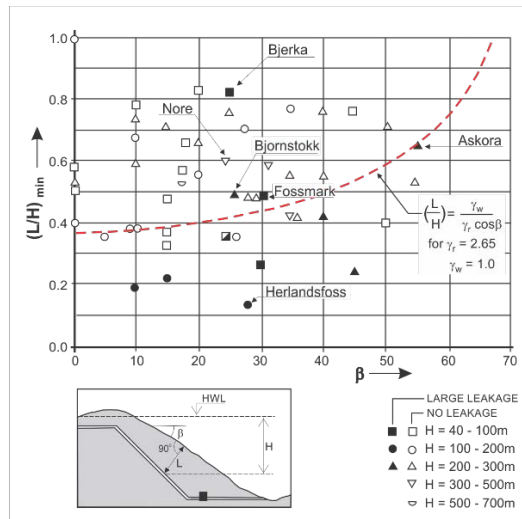 1.0
0.8
0.6
0.4
0.2
0.0
(L/H) min
0
10
20
30
40
50
60
70
β
Bjerka
Nore
Bjornstokk
Fossmark
Askora
Herlandsfoss
(L/H) = γw / γr cosβ
for γr = 2.65
γw = 1.0
HWL
β
90°
L
H
LARGE LEAKAGE
NO LEAKAGE
H = 40 - 100m
H = 100 - 200m
H = 200 - 300m
H = 300 - 500m
H = 500 - 700m